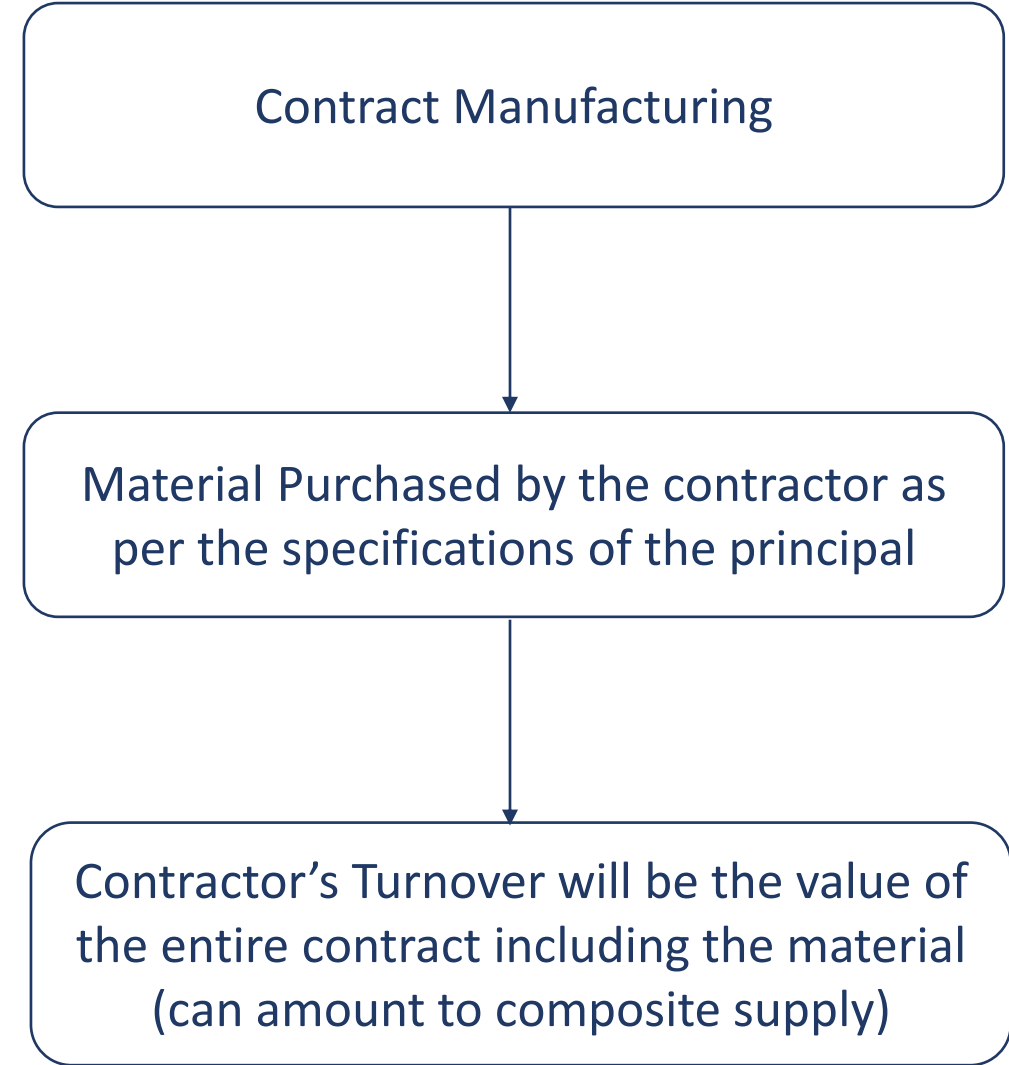 Contract Manufacturing
Material Purchased by the contractor as
per the specifications of the principal
Contractor’s Turnover will be the value of
the entire contract including the material
(can amount to composite supply)